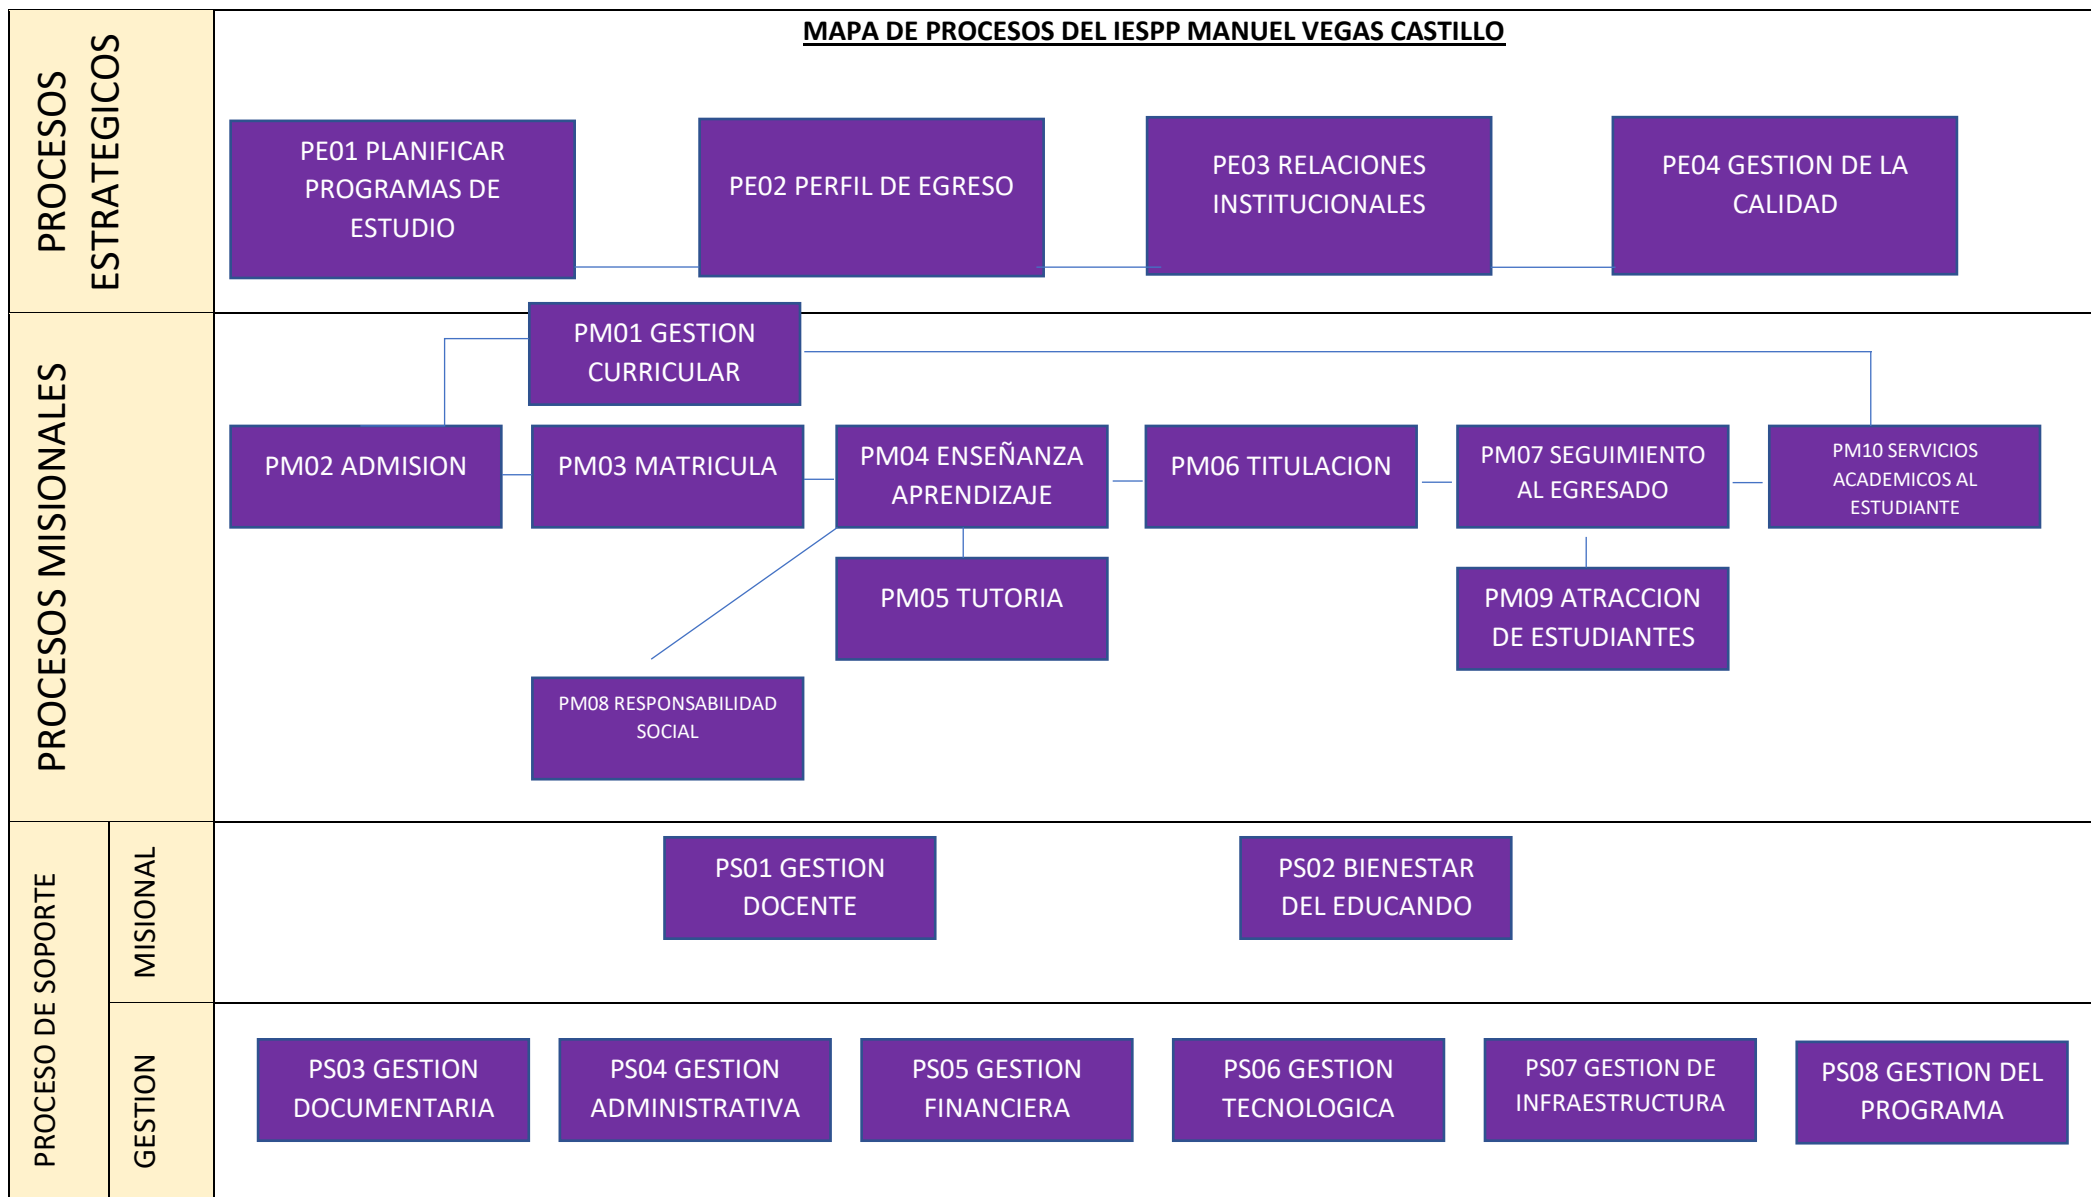 MAPA DE PROCESOS DEL IESPP MANUEL VEGAS CASTILLO
PROCESOS
ESTRATEGICOS
PE01 PLANIFICAR
PROGRAMAS DE
ESTUDIO
PE02 PERFIL DE EGRESO
PE03 RELACIONES
INSTITUCIONALES
PE04 GESTION DE LA
CALIDAD
PROCESOS MISIONALES
PM01 GESTION
CURRICULAR
PM02 ADMISION
PM03 MATRICULA
PM04 ENSEÑANZA
APRENDIZAJE
PM06 TITULACION
PM07 SEGUIMIENTO
AL EGRESADO
PM10 SERVICIOS
ACADEMICOS AL
ESTUDIANTE
PM05 TUTORIA
PM09 ATRACCION
DE ESTUDIANTES
PM08 RESPONSABILIDAD
SOCIAL
PROCESO DE SOPORTE
MISIONAL
PS01 GESTION
DOCENTE
PS02 BIENESTAR
DEL EDUCANDO
GESTION
PS03 GESTION
DOCUMENTARIA
PS04 GESTION
ADMINISTRATIVA
PS05 GESTION
FINANCIERA
PS06 GESTION
TECNOLOGICA
PS07 GESTION DE
INFRAESTRUCTURA
PS08 GESTION DEL
PROGRAMA